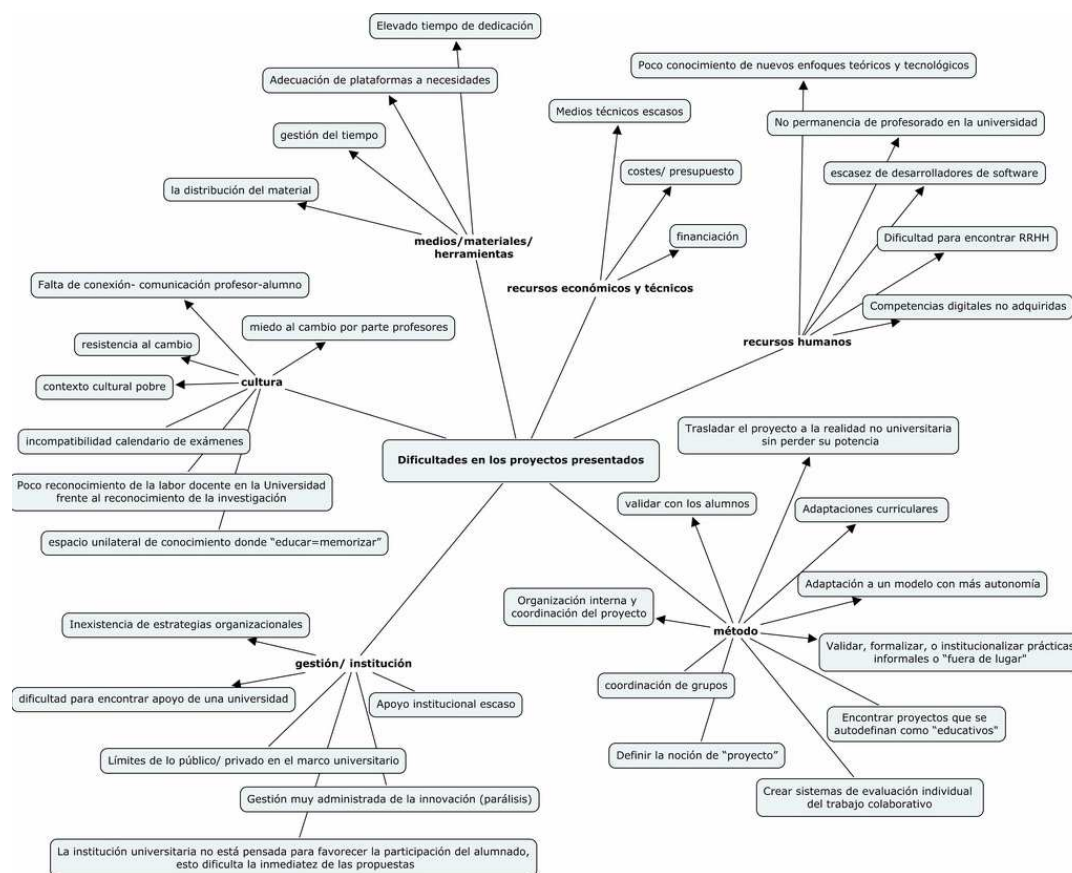 Elevado tiempo de dedicación
Adecuación de plataformas a necesidades
gestión del tiempo
la distribución del material
medios/materiales/
herramientas
Medios técnicos escasos
costes/ presupuesto
financiación
recursos económicos y técnicos
Poco conocimiento de nuevos enfoques teóricos y tecnológicos
No permanencia de profesorado en la universidad
escasez de desarrolladores de software
Dificultad para encontrar RRHH
Competencias digitales no adquiridas
recursos humanos
Falta de conexión- comunicación profesor-alumno
miedo al cambio por parte profesores
resistencia al cambio
contexto cultural pobre
cultura
incompatibilidad calendario de exámenes
Poco reconocimiento de la labor docente en la Universidad
frente al reconocimiento de la investigación
espacio unilateral de conocimiento donde “educar=memorizar”
Dificultades en los proyectos presentados
Trasladar el proyecto a la realidad no universitaria
sin perder su potencia
validar con los alumnos
Adaptaciones curriculares
Adaptación a un modelo con más autonomía
Organización interna y
coordinación del proyecto
método
Validar, formalizar, o institucionalizar prácticas
informales o “fuera de lugar"
coordinación de grupos
Encontrar proyectos que se
autodefinan como “educativos"
Definir la noción de “proyecto”
Crear sistemas de evaluación individual
del trabajo colaborativo
Inexistencia de estrategias organizacionales
gestión/ institución
dificultad para encontrar apoyo de una universidad
Apoyo institucional escaso
Límites de lo público/ privado en el marco universitario
Gestión muy administrada de la innovación (parálisis)
La institución universitaria no está pensada para favorecer la participación del alumnado,
esto dificulta la inmediatez de las propuestas